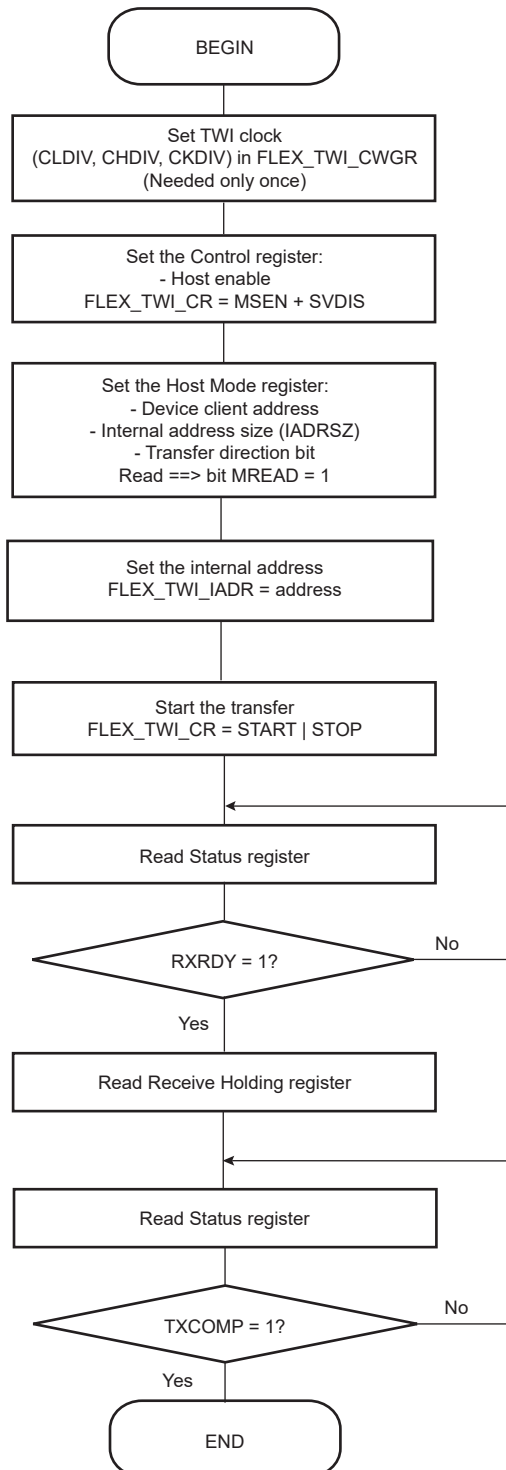 BEGIN
Set TWI clock
(CLDIV, CHDIV, CKDIV) in FLEX_TWI_CWGR
(Needed only once)
Set the Control register:
- Host enable
FLEX_TWI_CR = MSEN + SVDIS
Set the Host Mode register:
- Device client address
- Internal address size (IADRSZ)
- Transfer direction bit
Read ==> bit MREAD = 1
Set the internal address
FLEX_TWI_IADR = address
Start the transfer
FLEX_TWI_CR = START | STOP
Read Status register
RXRDY = 1?
No
Yes
Read Receive Holding register
Read Status register
TXCOMP = 1?
No
Yes
END